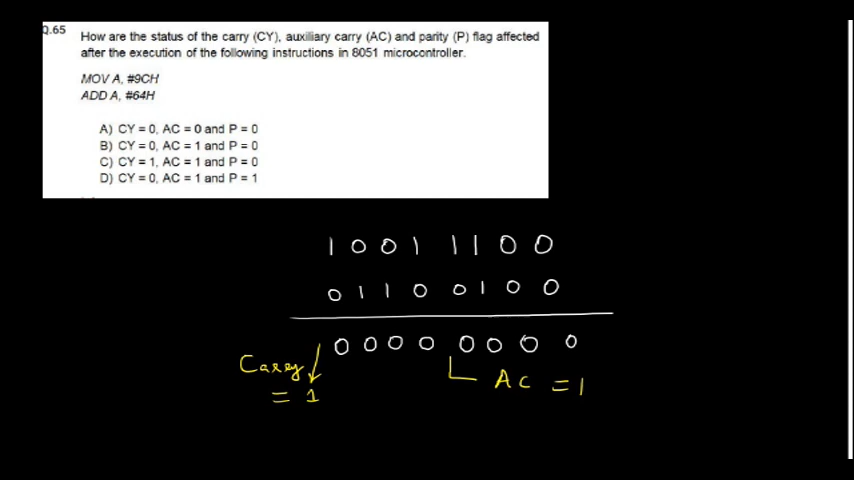 Q.65
How are the status of the carry (CY), auxiliary carry (AC) and parity (P) flag affected
after the execution of the following instructions in 8051 microcontroller.
MOV A, #9CH
ADD A, #64H
A) CY = 0, AC = 0 and P = 0
B) CY = 0, AC = 1 and P = 0
C) CY = 1, AC = 1 and P = 0
D) CY = 0, AC = 1 and P = 1
1 0 0 1 1 1 0 0
0 1 1 0 0 1 0 0
0 0 0 0 0 0 0 0
Carry
= 1
AC = 1